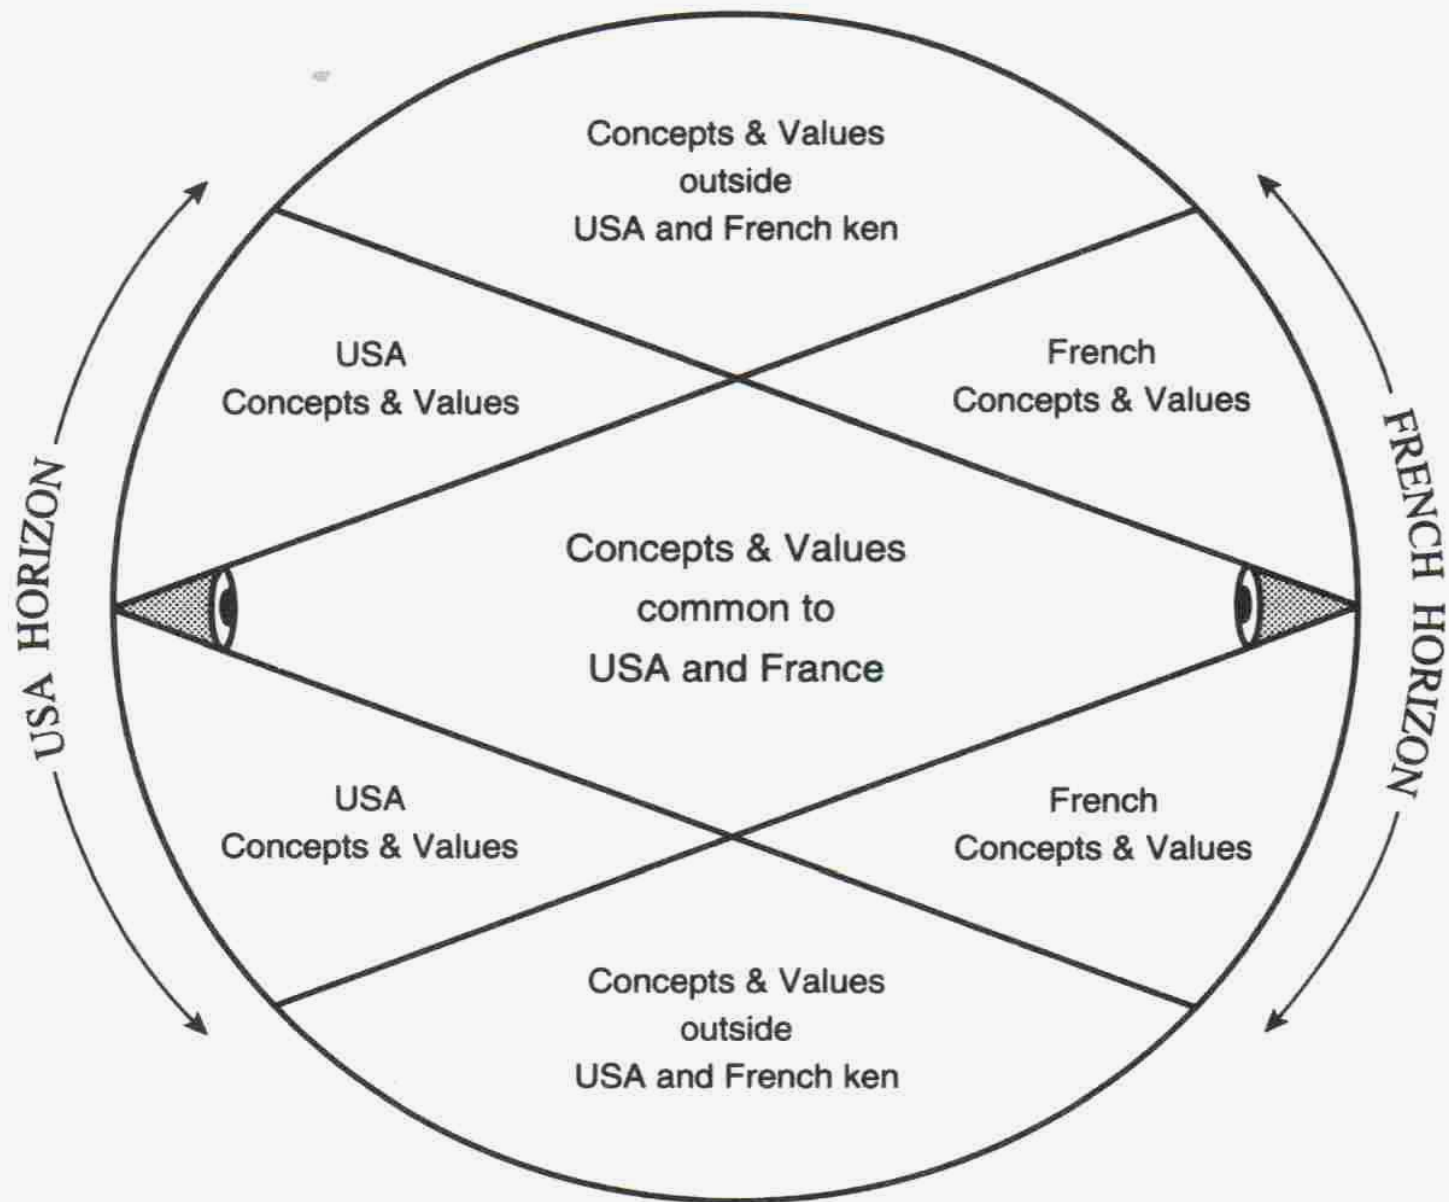 Concepts & Values
outside
USA and French ken
USA
Concepts & Values
French
Concepts & Values
USA HORIZON
FRENCH HORIZON
Concepts & Values
common to
USA and France
USA
Concepts & Values
French
Concepts & Values
Concepts & Values
outside
USA and French ken